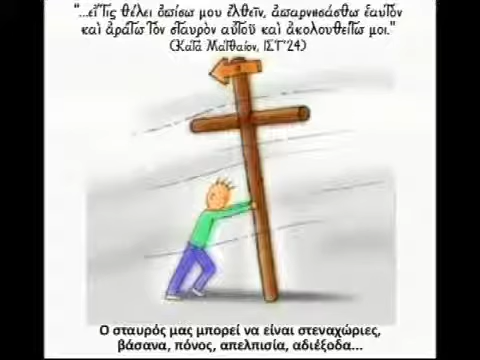 "...εἴ τις θέλει ὀπίσω μου ἐλθεῖν, ἀπαρνησάσθω ἑαυτὸν
καὶ ἀράτω τὸν σταυρὸν αὐτοῦ καὶ ἀκολουθείτω μοι."
(Κατὰ Ματθαίον, ΙΣΤ΄24)
Ο σταυρός μας μπορεί να είναι στεναχώριες,
βάσανα, πόνος, απελπισία, αδιέξοδα...